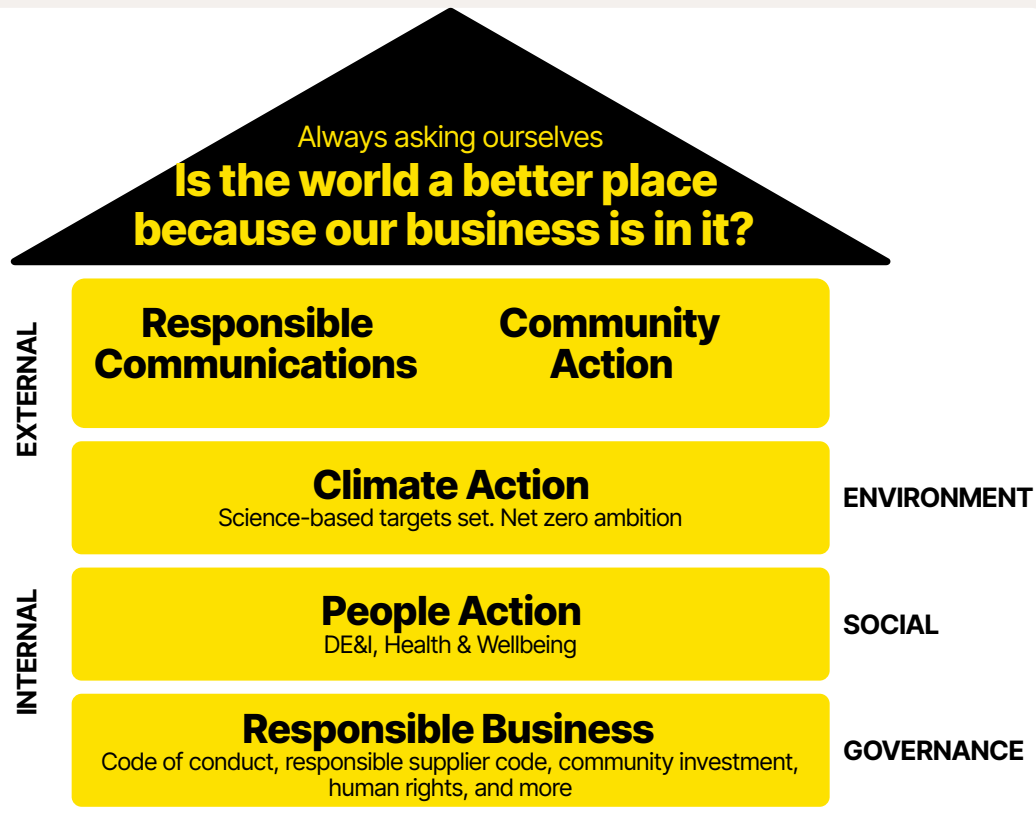 Always asking ourselves
Is the world a better place
because our business is in it?
EXTERNAL
Responsible
Communications
Community
Action
Climate Action
Science-based targets set. Net zero ambition
ENVIRONMENT
INTERNAL
People Action
DE&I, Health & Wellbeing
SOCIAL
Responsible Business
Code of conduct, responsible supplier code, community investment,
human rights, and more
GOVERNANCE